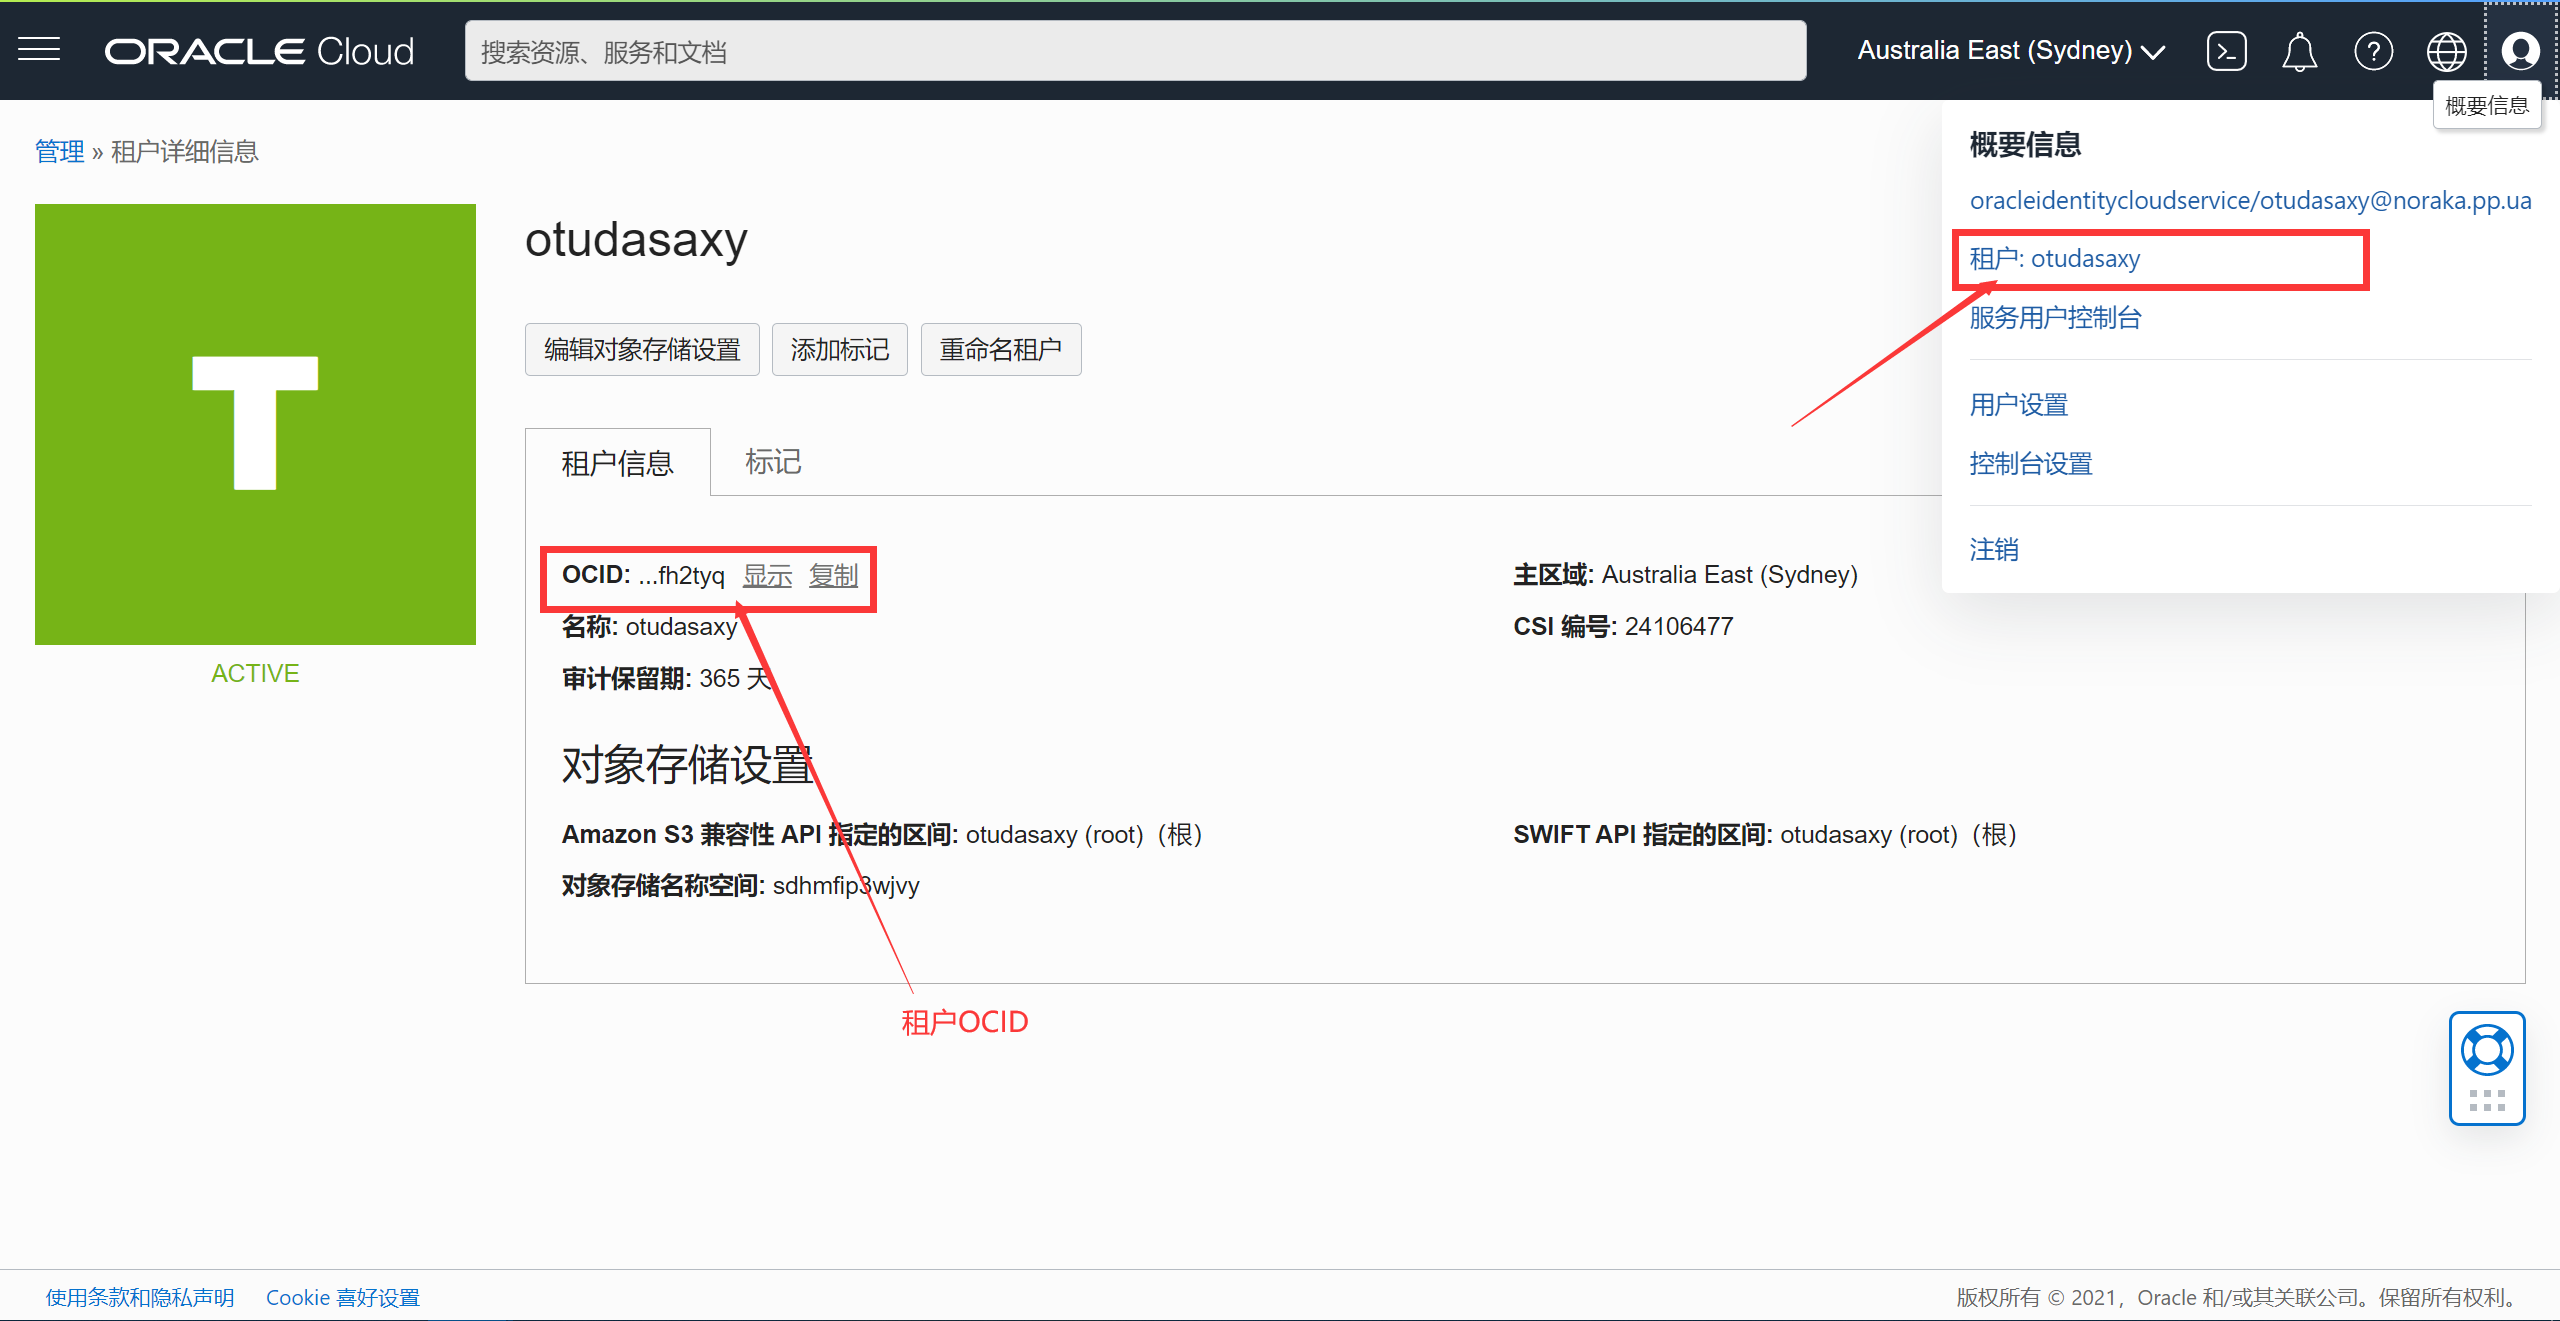 ORACLE Cloud
搜索资源、服务和文档
Australia East (Sydney)
概要信息
管理 » 租户详细信息
概要信息
oracleidentitycloudservice/otudasaxy@noraka.pp.ua
租户: otudasaxy
服务用户控制台
用户设置
控制台设置
注销
T
ACTIVE
otudasaxy
编辑对象存储设置 添加标记 重命名租户
租户信息 标记
OCID: ...fh2tyq 显示 复制
主区域: Australia East (Sydney)
名称: otudasaxy
CSI 编号: 24106477
审计保留期: 365 天
对象存储设置
Amazon S3 兼容性 API 指定的区间: otudasaxy (root)（根）
SWIFT API 指定的区间: otudasaxy (root)（根）
对象存储名称空间: sdhmfip3wjvy
租户OCID
使用条款和隐私声明 Cookie 喜好设置
版权所有 © 2021，Oracle 和/或其关联公司。保留所有权利。